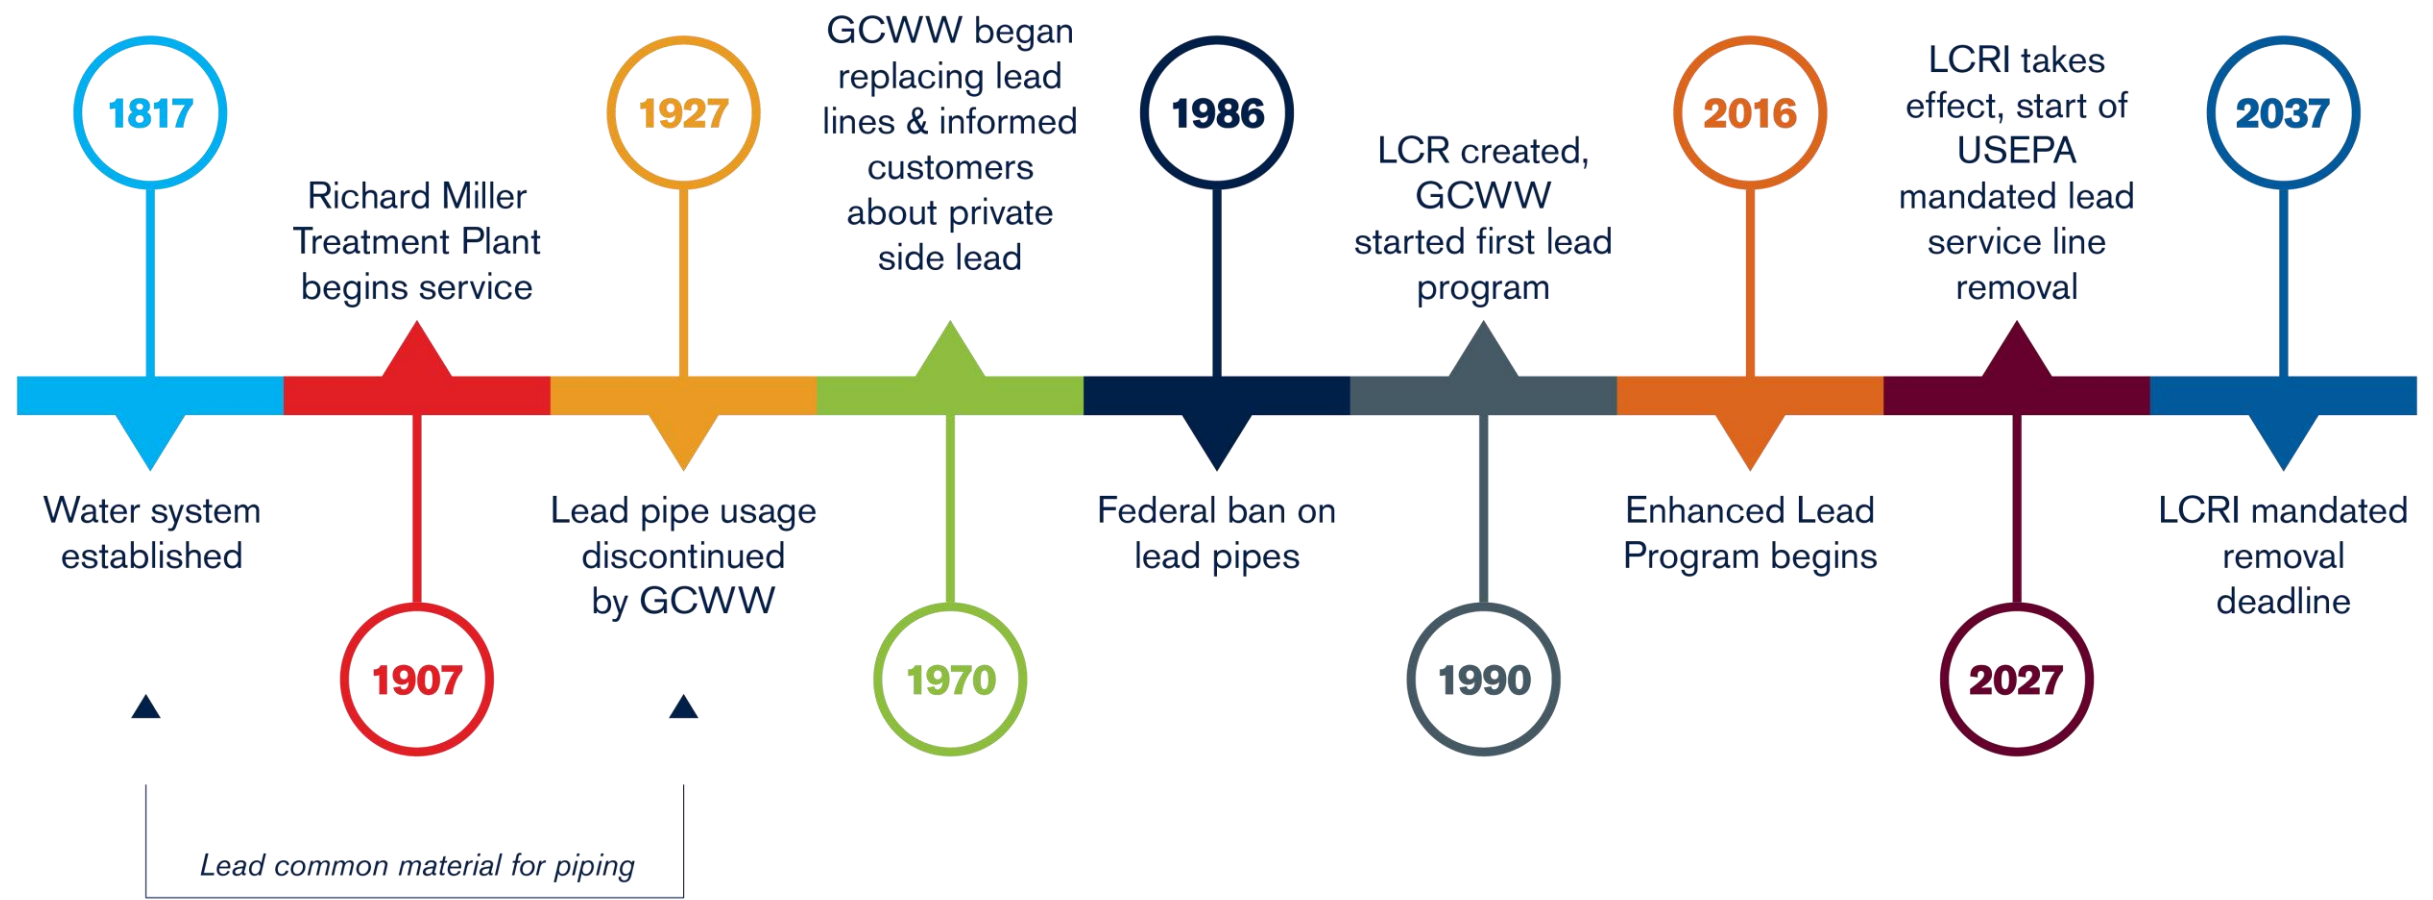 1817
Water system
established
Richard Miller
Treatment Plant
begins service
1907
1927
Lead pipe usage
discontinued
by GCWW
Lead common material for piping
GCWW began
replacing lead
lines & informed
customers
about private
side lead
1970
1986
Federal ban on
lead pipes
LCR created,
GCWW
started first lead
program
1990
2016
Enhanced Lead
Program begins
LCRI takes
effect, start of
USEPA
mandated lead
service line
removal
2027
2037
LCRI mandated
removal
deadline